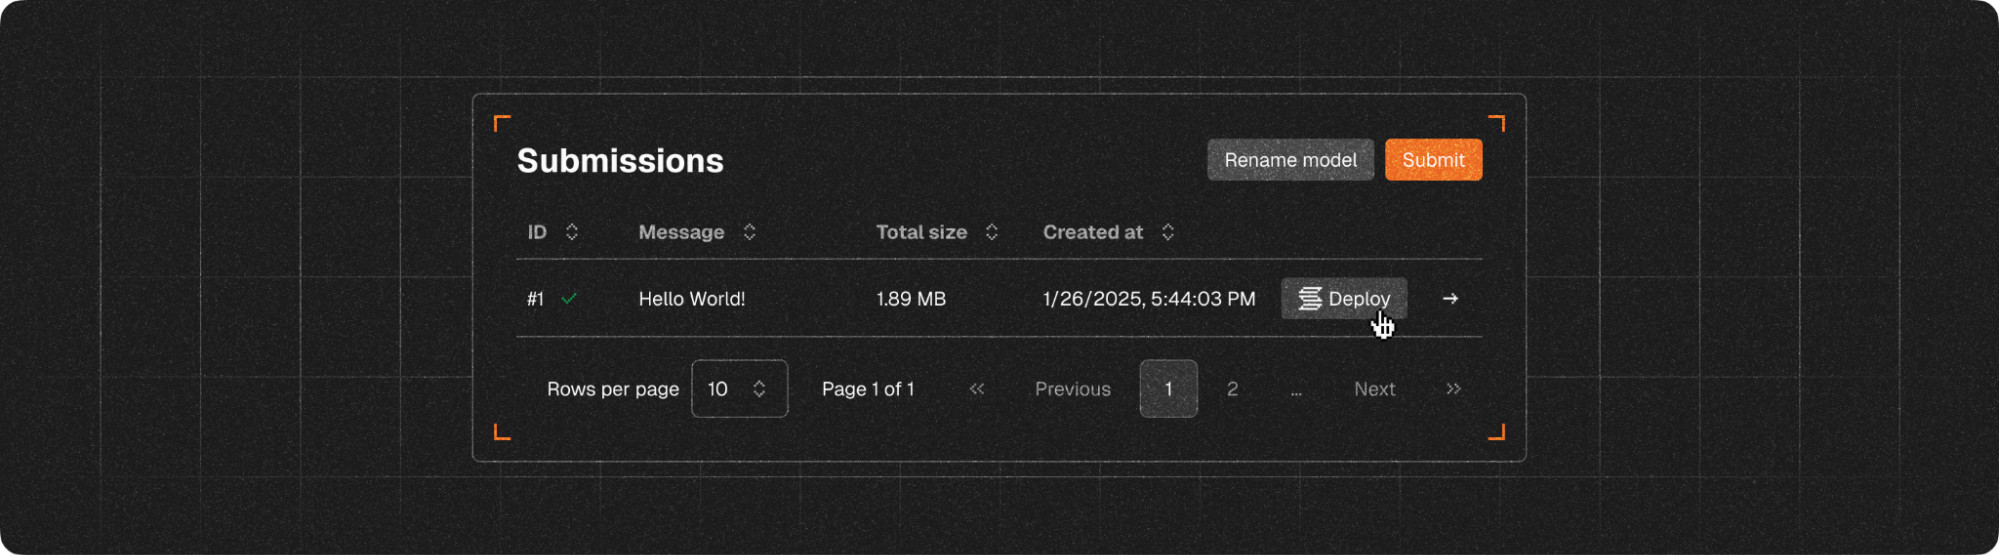 Submissions Rename model Submit
ID Message Total size Created at
#1 Hello World! 1.89 MB 1/26/2025, 5:44:03 PM Deploy →
Rows per page 10 Page 1 of 1 « Previous 1 2 ... Next »